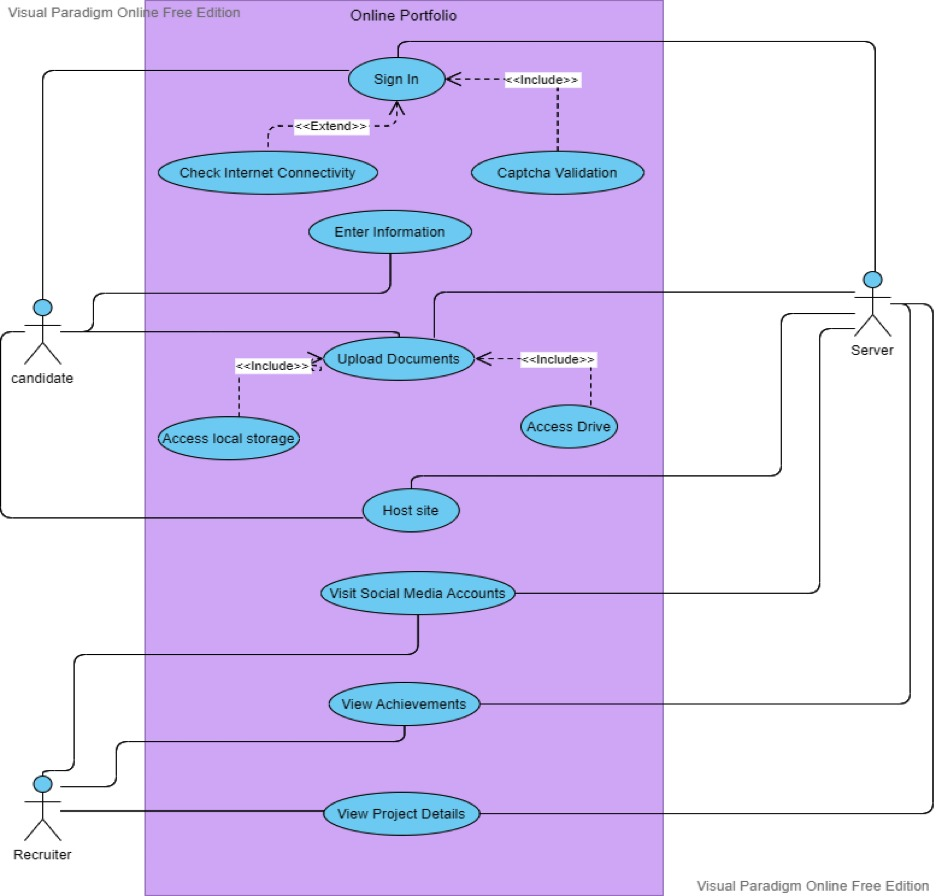 Visual Paradigm Online Free Edition
Online Portfolio
Sign In
<<Include>>
<<Extend>>
Check Internet Connectivity
Captcha Validation
Enter Information
candidate
Server
Upload Documents
<<Include>>
<<Include>>
Access local storage
Access Drive
Host site
Visit Social Media Accounts
View Achievements
View Project Details
Recruiter
Visual Paradigm Online Free Edition